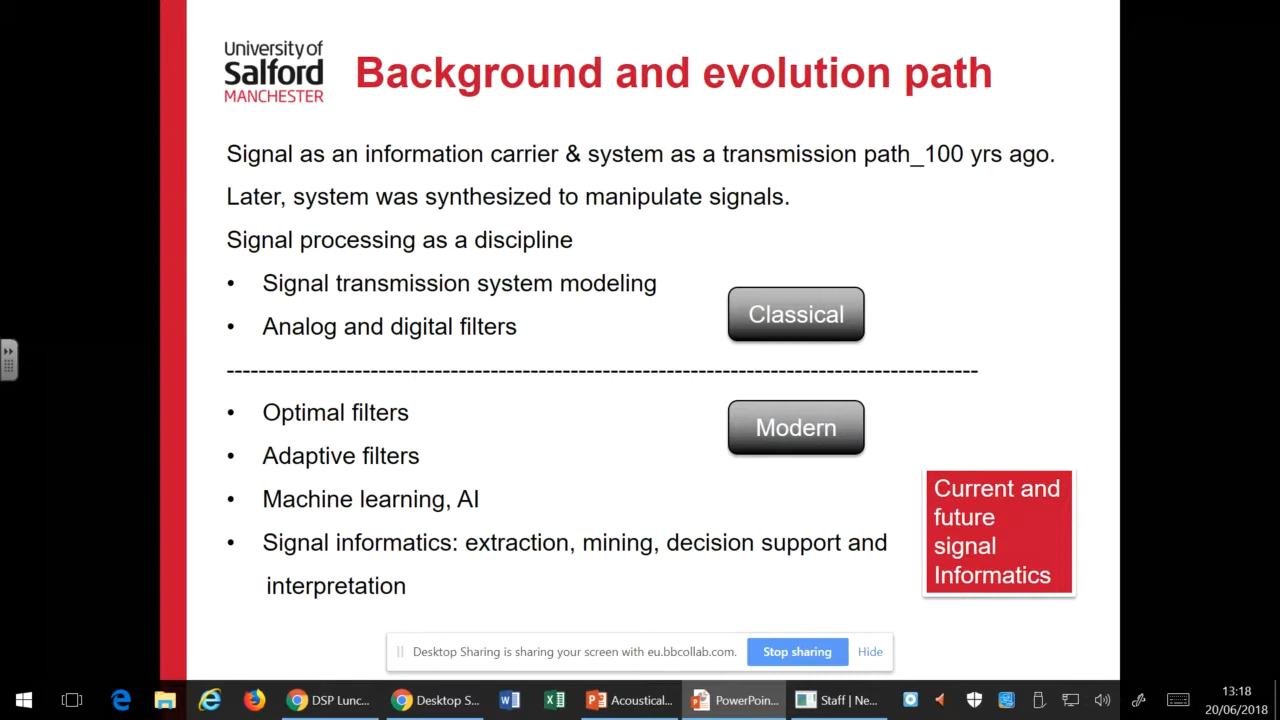 University of
Salford
MANCHESTER
Background and evolution path
Signal as an information carrier & system as a transmission path_100 yrs ago.
Later, system was synthesized to manipulate signals.
Signal processing as a discipline
• Signal transmission system modeling
Classical
• Analog and digital filters
--------------------------------------------------------------------------------------------
• Optimal filters
Modern
• Adaptive filters
• Machine learning, AI
• Signal informatics: extraction, mining, decision support and
interpretation
Current and
future
signal
Informatics
Desktop Sharing is sharing your screen with eu.bbcollab.com.
Stop sharing
Hide
DSP Lunc...
Desktop S...
Acoustical...
PowerPoin...
Staff | Ne...
13:18
20/06/2018